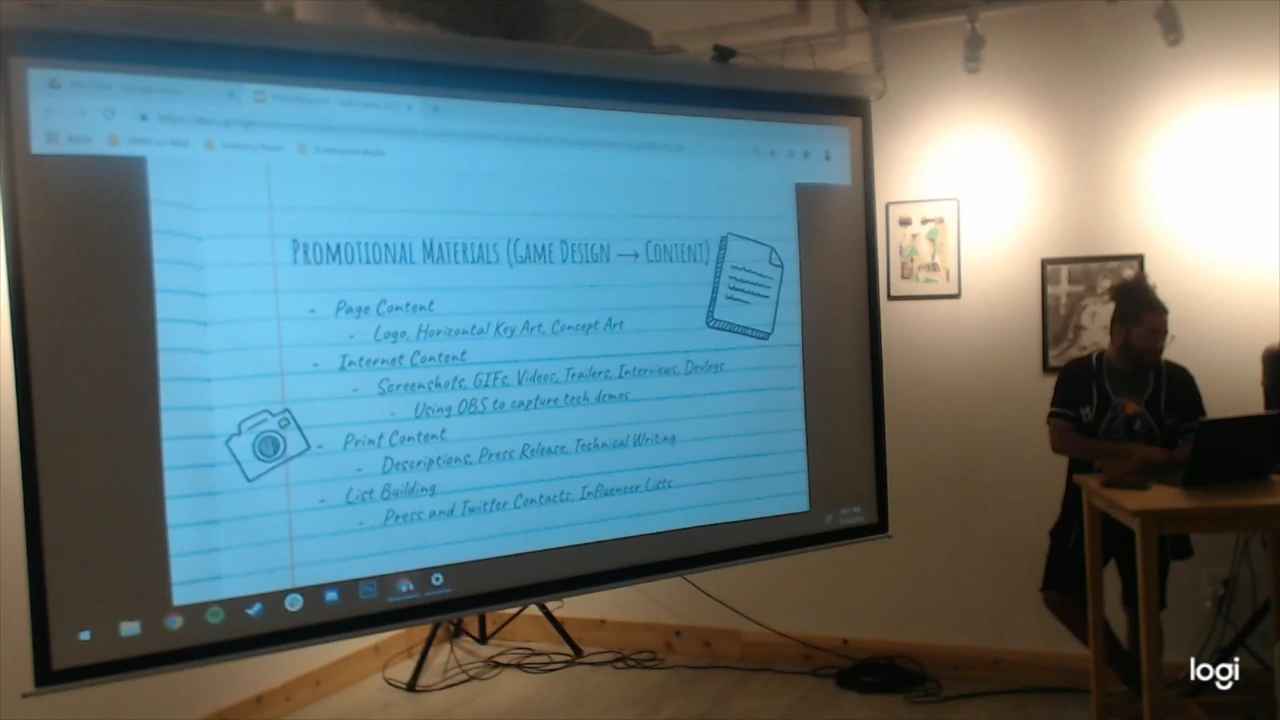 PROMOTIONAL MATERIALS (GAME DESIGN → CONTENT)
- Page Content
- Logo, Horizontal Key Art, Concept Art
- Internet Content
- Screenshots, GIFs, Videos, Trailers, Interviews, Devlogs
- Using OBS to capture tech demos
- Print Content
- Descriptions, Press Release, Technical Writing
- List Building
- Press and Twitter Contacts, Influencer Lists
logi